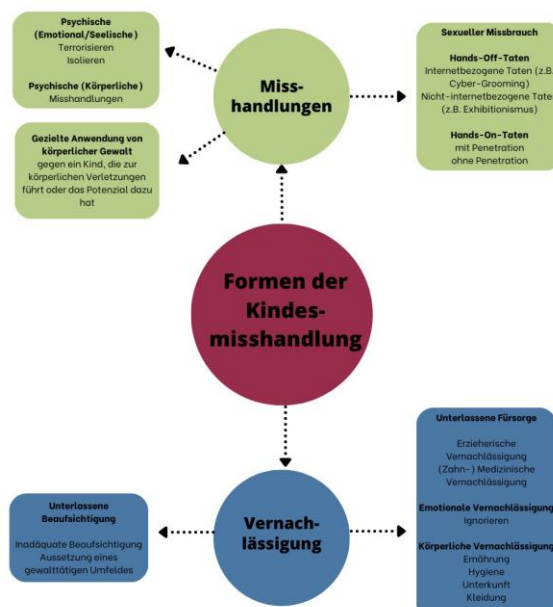 Psychische
(Emotional/Seelische)
Terrorisieren
Isolieren
Psychische (Körperliche)
Misshandlungen
Gezielte Anwendung von
körperlicher Gewalt
gegen ein Kind, die zur
körperlichen Verletzungen
führt oder das Potenzial dazu
hat
Miss-
handlungen
Sexueller Missbrauch
Hands-Off-Taten
Internetbezogene Taten (z.B.
Cyber-Grooming)
Nicht-internetbezogene Taten
(z.B. Exhibitionismus)
Hands-On-Taten
mit Penetration
ohne Penetration
Formen der
Kindes-
misshandlung
Unterlassene
Beaufsichtigung
Inadäquate Beaufsichtigung
Aussetzung eines
gewalttätigen Umfeldes
Vernach-
lässigung
Unterlassene Fürsorge
Erzieherische
Vernachlässigung
(Zahn-) Medizinische
Vernachlässigung
Emotionale Vernachlässigung
Ignorieren
Körperliche Vernachlässigung
Ernährung
Hygiene
Unterkunft
Kleidung